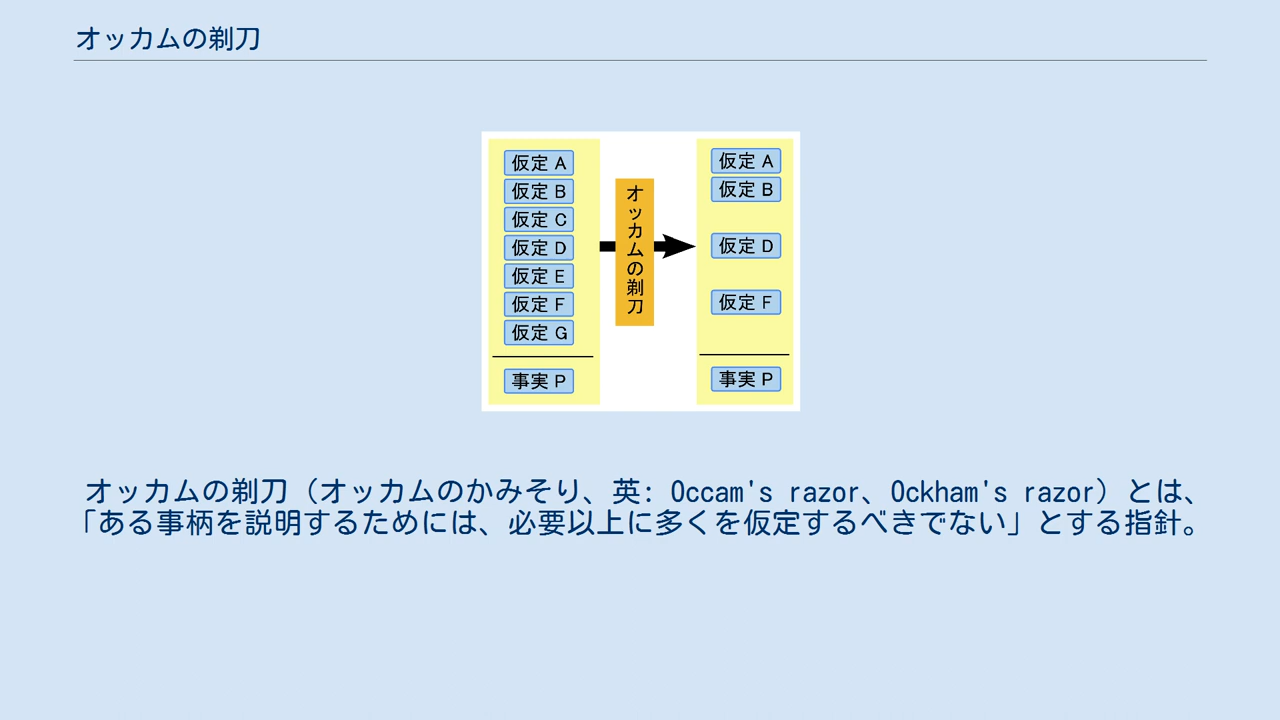 オッカムの剃刀
仮定 A
仮定 B
仮定 C
仮定 D
仮定 E
仮定 F
仮定 G
事実 P
オッカムの剃刀
仮定 A
仮定 B
仮定 D
仮定 F
事実 P
オッカムの剃刀（オッカムのかみそり、英: Occam's razor、Ockham's razor）とは、
「ある事柄を説明するためには、必要以上に多くを仮定するべきでない」とする指針。